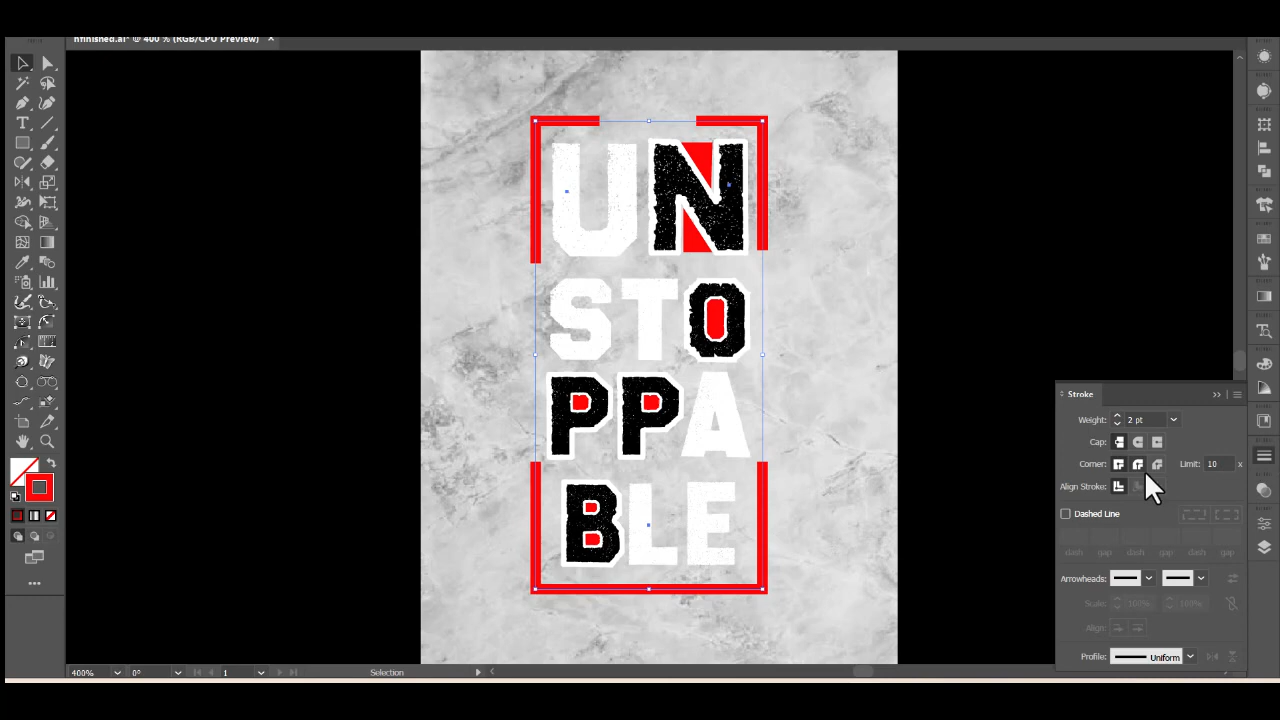 nfinished.ai* @ 400 % (RGB/CPU Preview) ×
UN
STO
PPA
BLE
Stroke
Weight: 2 pt
Cap:
Corner: Limit: 10 x
Align Stroke:
Dashed Line
dash gap dash gap dash gap
Arrowheads:
Scale: 100% 100%
Align:
Profile: Uniform
400% 0° 1 Selection